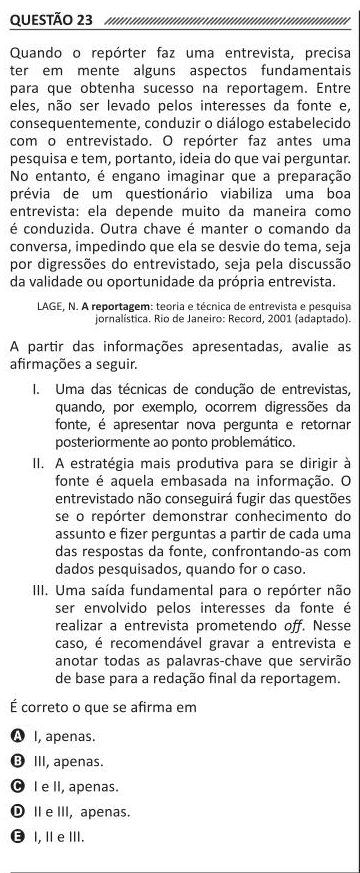 QUESTÃO 23
Quando o repórter faz uma entrevista, precisa
ter em mente alguns aspectos fundamentais
para que obtenha sucesso na reportagem. Entre
eles, não ser levado pelos interesses da fonte e,
consequentemente, conduzir o diálogo estabelecido
com o entrevistado. O repórter faz antes uma
pesquisa e tem, portanto, ideia do que vai perguntar.
No entanto, é engano imaginar que a preparação
prévia de um questionário viabiliza uma boa
entrevista: ela depende muito da maneira como
é conduzida. Outra chave é manter o comando da
conversa, impedindo que ela se desvie do tema, seja
por digressões do entrevistado, seja pela discussão
da validade ou oportunidade da própria entrevista.
LAGE, N. A reportagem: teoria e técnica de entrevista e pesquisa
jornalística. Rio de Janeiro: Record, 2001 (adaptado).
A partir das informações apresentadas, avalie as
afirmações a seguir.
I. Uma das técnicas de condução de entrevistas,
quando, por exemplo, ocorrem digressões da
fonte, é apresentar nova pergunta e retornar
posteriormente ao ponto problemático.
II. A estratégia mais produtiva para se dirigir à
fonte é aquela embasada na informação. O
entrevistado não conseguirá fugir das questões
se o repórter demonstrar conhecimento do
assunto e fizer perguntas a partir de cada uma
das respostas da fonte, confrontando-as com
dados pesquisados, quando for o caso.
III. Uma saída fundamental para o repórter não
ser envolvido pelos interesses da fonte é
realizar a entrevista prometendo off. Nesse
caso, é recomendável gravar a entrevista e
anotar todas as palavras-chave que servirão
de base para a redação final da reportagem.
É correto o que se afirma em
A I, apenas.
B III, apenas.
C I e II, apenas.
D II e III, apenas.
E I, II e III.